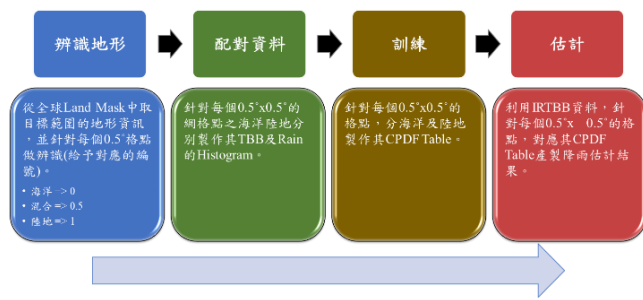 辨識地形
配對資料
訓練
估計
從全球Land Mask中取
目標範圍的地形資訊
,並針對每個0.5°格點
做辨識(給予對應的編
號)。
• 海洋 => 0
• 混合 => 0.5
• 陸地 => 1
針對每個0.5°x0.5°的
網格點之海洋陸地分
別製作其TBB及Rain
的Histogram。
針對每個0.5°x0.5°的
格點,分海洋及陸地
製作其CPDF Table。
利用IRTBB資料,針
對每個0.5°x 0.5°的格
點,對應其CPDF
Table產製降雨估計結
果。